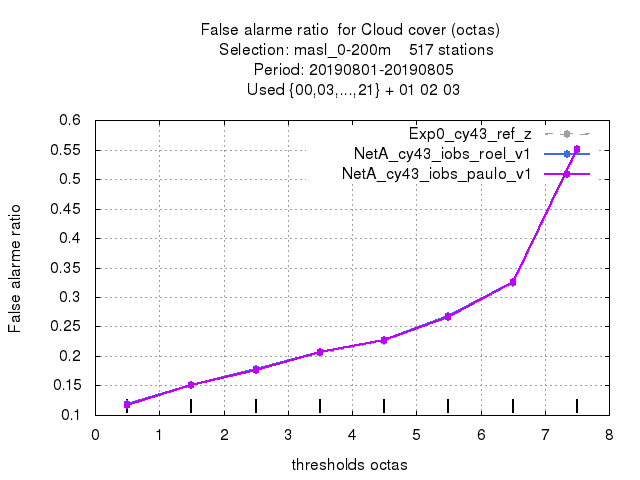 False alarme ratio  for Cloud cover (octas)
Selection: masl_0-200m    517 stations
Period: 20190801-20190805
Used {00,03,...,21} + 01 02 03
Exp0_cy43_ref_z
NetA_cy43_iobs_roel_v1
NetA_cy43_iobs_paulo_v1
False alarme ratio
0.6
0.55
0.5
0.45
0.4
0.35
0.3
0.25
0.2
0.15
0.1
0 1 2 3 4 5 6 7 8
thresholds octas